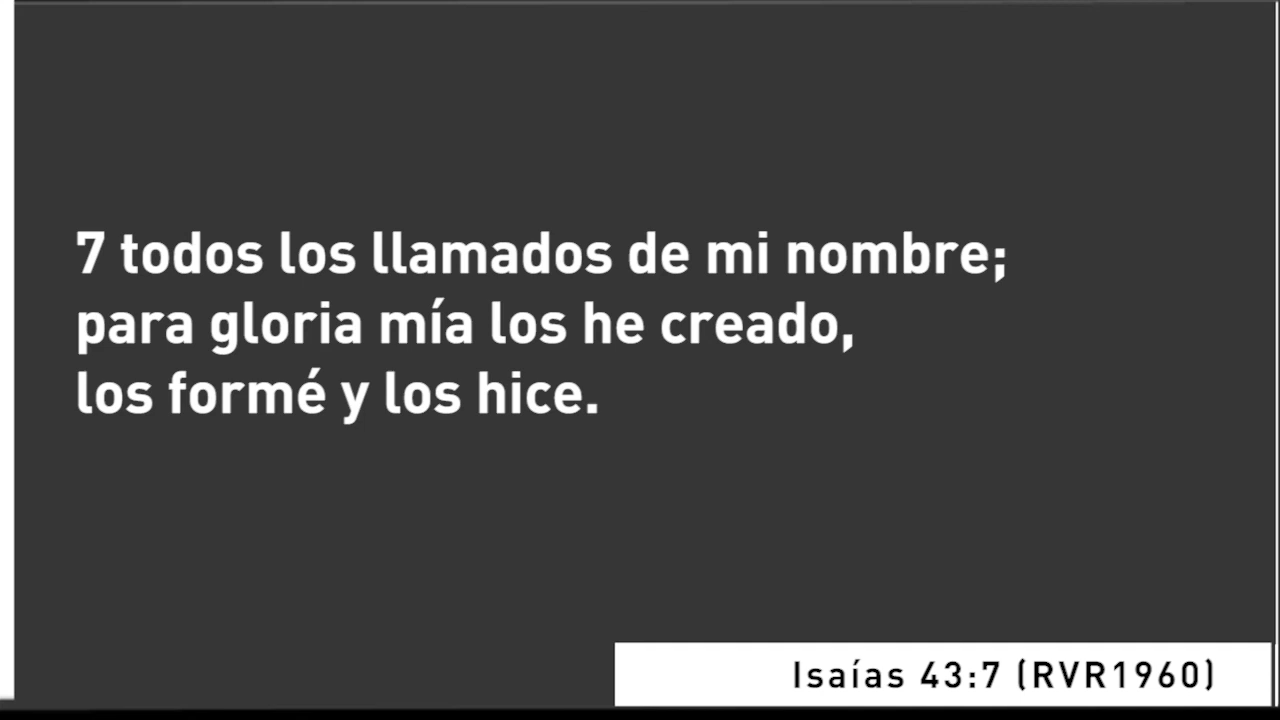 7 todos los llamados de mi nombre;
para gloria mía los he creado,
los formé y los hice.
Isaías 43:7 (RVR1960)